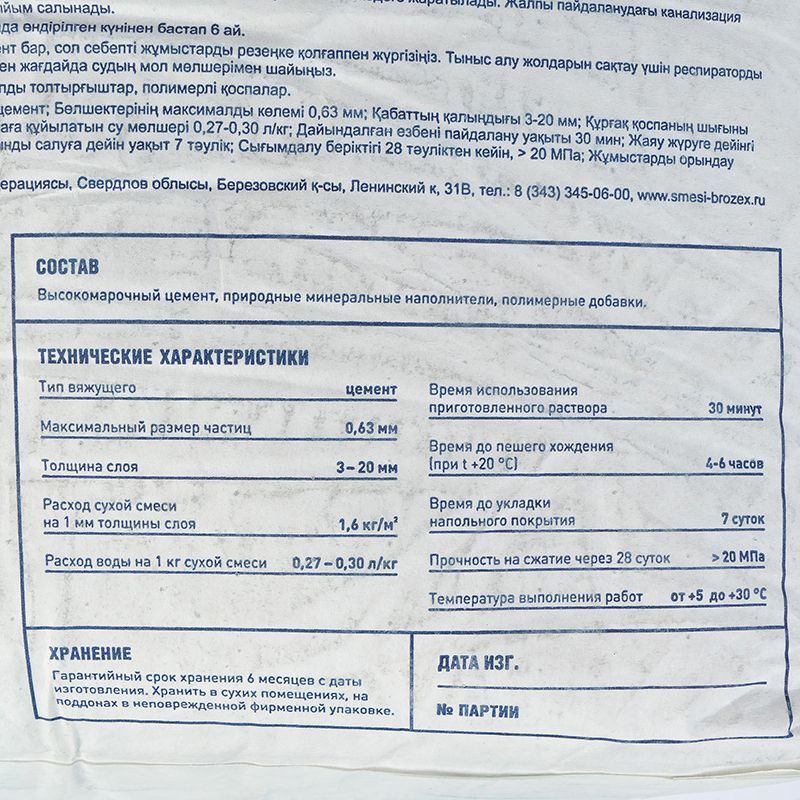 йым салынады.
жаратылады. Жалпы пайдаланудағы канализация
да өндірілген күнінен бастап 6 ай.
нт бар, сол себепті жұмыстарды резеңке қолғаппен жүргізіңіз. Тыныс алу жолдарын сақтау үшін респираторды
ен жағдайда судың мол мөлшерімен шайыңыз.
лды толтырғыштар, полимерлі қоспалар.
цемент; Бөлшектерінің максималды көлемі 0,63 мм; Қабаттың қалыңдығы 3-20 мм; Құрғақ қоспаның шығыны
аға құйылатын су мөлшері 0,27-0,30 л/кг; Дайындалған езбені пайдалану уақыты 30 мин; Жаяу жүруге дейінгі
нды салуға дейін уақыт 7 тәулік; Сығымдалу беріктігі 28 тәуліктен кейін, > 20 МПа; Жұмыстарды орындау
ерациясы, Свердлов облысы, Березовский қ-сы, Ленинский к, 31В, тел.: 8 (343) 345-06-00, www.smesi-brozex.ru
СОСТАВ
Высокомарочный цемент, природные минеральные наполнители, полимерные добавки.
ТЕХНИЧЕСКИЕ ХАРАКТЕРИСТИКИ
Тип вяжущего цемент
Максимальный размер частиц 0,63 мм
Толщина слоя 3–20 мм
Расход сухой смеси
на 1 мм толщины слоя 1,6 кг/м²
Расход воды на 1 кг сухой смеси 0,27–0,30 л/кг
Время использования
приготовленного раствора 30 минут
Время до пешего хождения
(при t +20 °С) 4-6 часов
Время до укладки
напольного покрытия 7 суток
Прочность на сжатие через 28 суток >20 МПа
Температура выполнения работ от +5 до +30 °С
ХРАНЕНИЕ
Гарантийный срок хранения 6 месяцев с даты
изготовления. Хранить в сухих помещениях, на
поддонах в неповрежденной фирменной упаковке.
ДАТА ИЗГ.
№ ПАРТИИ